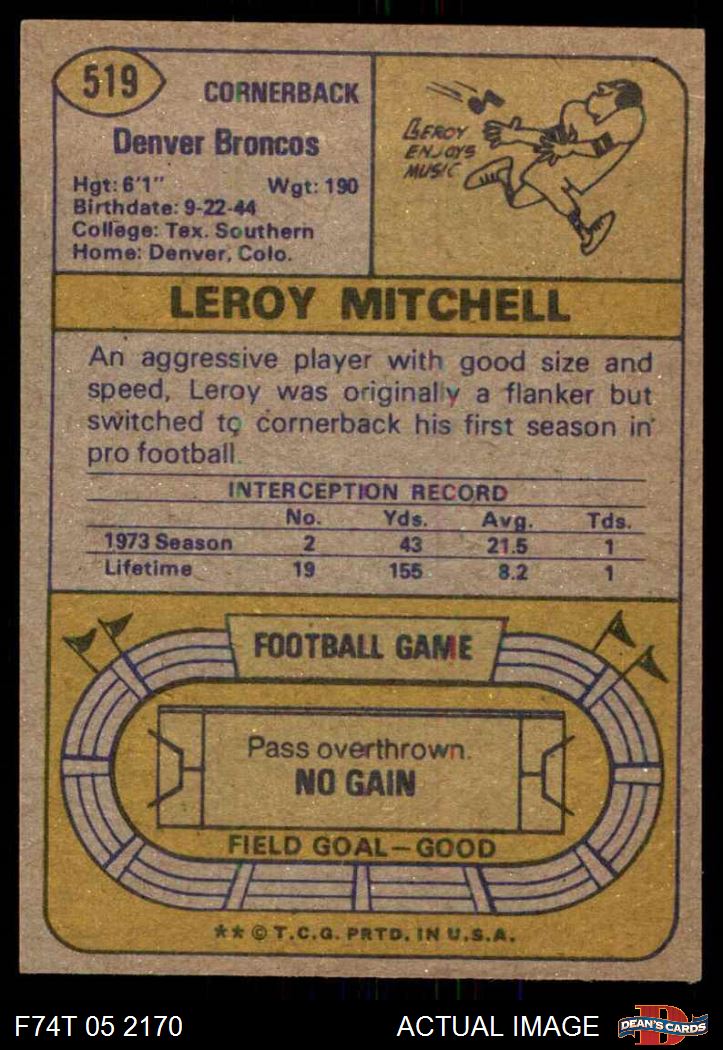 519
CORNERBACK
Denver Broncos
Hgt: 6'1" Wgt: 190
Birthdate: 9-22-44
College: Tex. Southern
Home: Denver, Colo.
LEROY
ENJOYS
MUSIC
LEROY MITCHELL
An aggressive player with good size and
speed, Leroy was originally a flanker but
switched to cornerback his first season in
pro football.
INTERCEPTION RECORD
No. Yds. Avg. Tds.
1973 Season 2 43 21.5 1
Lifetime 19 155 8.2 1
FOOTBALL GAME
Pass overthrown.
NO GAIN
FIELD GOAL—GOOD
** © T.C.G. PRTD. IN U.S.A.
F74T 05 2170 ACTUAL IMAGE
D
DEAN'S CARDS